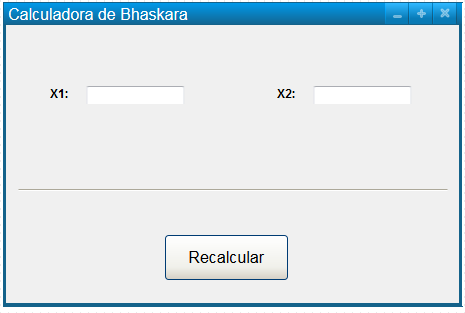 Calculadora de Bhaskara
X1: X2:
Recalcular